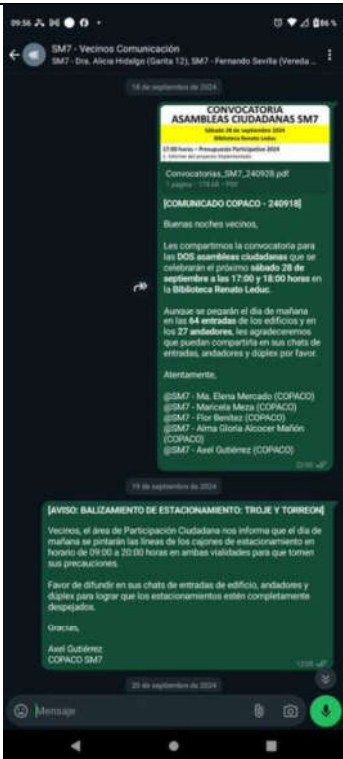 09:56
86%
SM7 - Vecinos Comunicación
SM7 - Dra. Alicia Hidalgo (Garita 12), SM7 - Fernando Sevilla (Vereda ...
18 de septiembre de 2024
CONVOCATORIA
ASAMBLEAS CIUDADANAS SM7
Sábado 28 de septiembre 2024
Biblioteca Renato Leduc
17:00 horas – Presupuesto Participativo 2024
Convocatorias_SM7_240928.pdf
1 página • 178 kB • PDF
[COMUNICADO COPACO - 240918]
Buenas noches vecinos,
Les compartimos la convocatoria para
las DOS asambleas ciudadanas que se
celebrarán el próximo sábado 28 de
septiembre a las 17:00 y 18:00 horas en
la Biblioteca Renato Leduc.
Aunque se pegarán el día de mañana
en las 64 entradas de los edificios y en
los 27 andadores, les agradeceremos
que puedan compartirla en sus chats de
entradas, andadores y dúplex por favor.
Atentamente,
@SM7 - Ma. Elena Mercado (COPACO)
@SM7 - Maricela Meza (COPACO)
@SM7 - Flor Benítez (COPACO)
@SM7 - Alma Gloria Alcocer Mañón
(COPACO)
@SM7 - Axel Gutiérrez (COPACO)
19 de septiembre de 2024
[AVISO: BALIZAMIENTO DE ESTACIONAMIENTO: TROJE Y TORREON]
Vecinos, el área de Participación Ciudadana nos informa que el día de
mañana se pintarán las líneas de los cajones de estacionamiento en
horario de 09:00 a 20:00 horas en ambas vialidades para que tomen
sus precauciones.
Favor de difundir en sus chats de entradas de edificio, andadores y
dúplex para lograr que los estacionamientos estén completamente
despejados.
Gracias,
Axel Gutiérrez
COPACO SM7
20 de septiembre de 2024
Mensaje